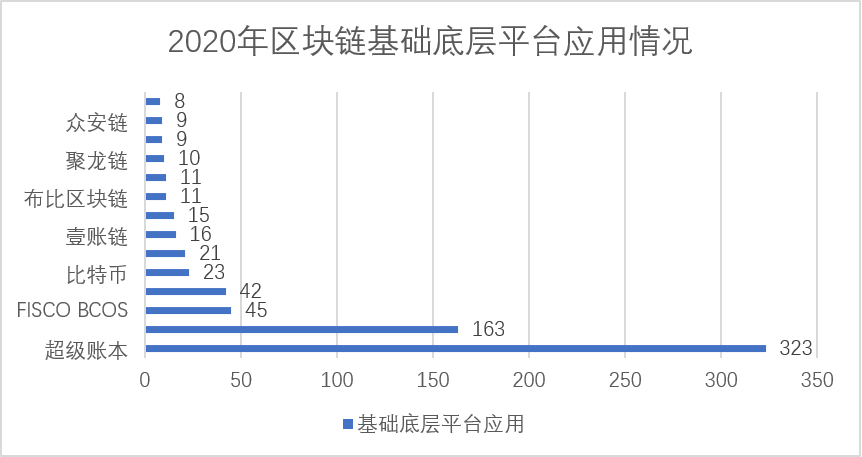 2020年区块链基础底层平台应用情况
8
众安链 9
9
聚龙链 10
11
布比区块链 11
15
壹账链 16
21
比特币 23
42
FISCO BCOS 45
163
超级账本 323
0 50 100 150 200 250 300 350
基础底层平台应用